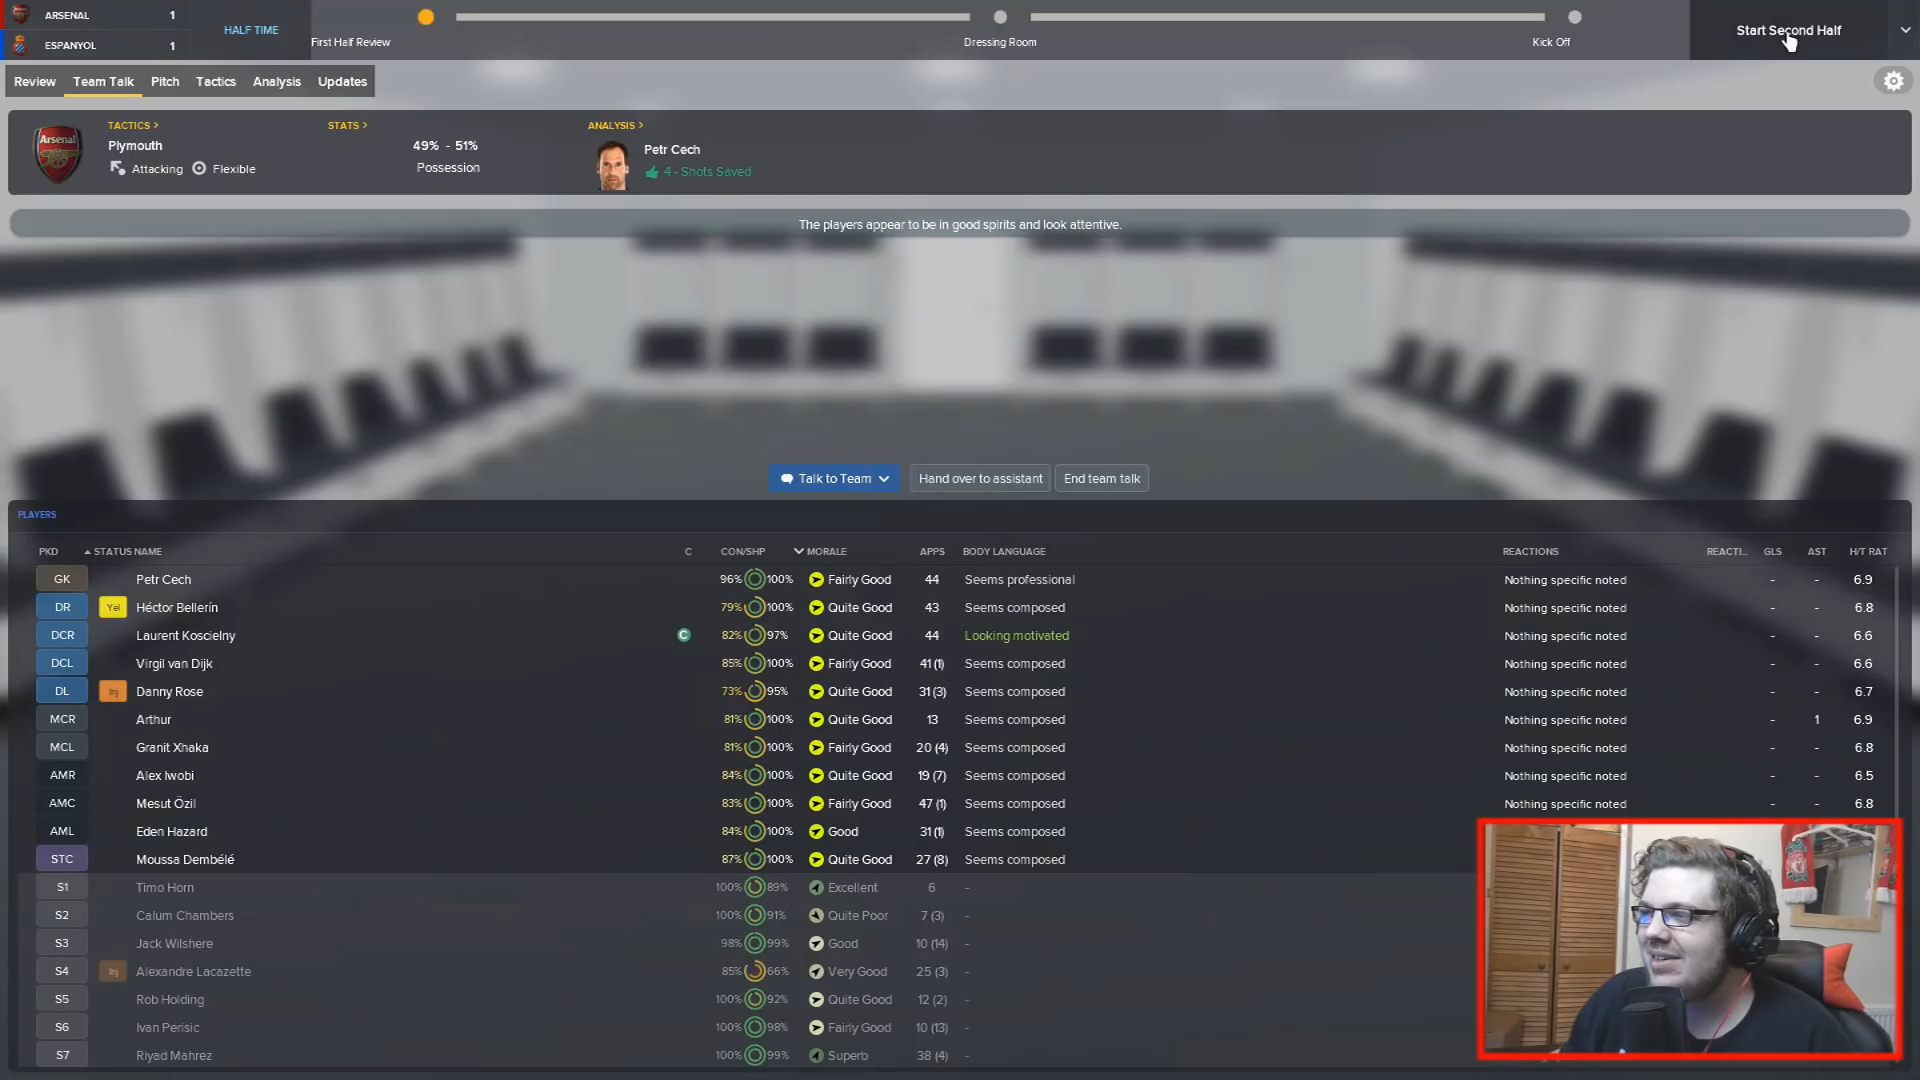 ARSENAL 1
ESPANYOL 1
HALF TIME
First Half Review
Dressing Room
Kick Off
Start Second Half
Review Team Talk Pitch Tactics Analysis Updates
Arsenal
TACTICS >
Plymouth
Attacking Flexible
STATS >
49% - 51%
Possession
ANALYSIS >
Petr Cech
4 - Shots Saved
The players appear to be in good spirits and look attentive.
Talk to Team Hand over to assistant End team talk
PLAYERS
PKD STATUS NAME C CON/SHP MORALE APPS BODY LANGUAGE REACTIONS REACTI... GLS AST H/T RAT
GK Petr Cech 96% 100% Fairly Good 44 Seems professional Nothing specific noted - - 6.9
DR Yel Héctor Bellerín 79% 100% Quite Good 43 Seems composed Nothing specific noted - - 6.8
DCR Laurent Koscielny C 82% 97% Quite Good 44 Looking motivated Nothing specific noted - - 6.6
DCL Virgil van Dijk 85% 100% Fairly Good 41 (1) Seems composed Nothing specific noted - - 6.6
DL Inj Danny Rose 73% 95% Quite Good 31 (3) Seems composed Nothing specific noted - - 6.7
MCR Arthur 81% 100% Quite Good 13 Seems composed Nothing specific noted - 1 6.9
MCL Granit Xhaka 81% 100% Fairly Good 20 (4) Seems composed Nothing specific noted - - 6.8
AMR Alex Iwobi 84% 100% Quite Good 19 (7) Seems composed Nothing specific noted - - 6.5
AMC Mesut Özil 83% 100% Fairly Good 47 (1) Seems composed Nothing specific noted - - 6.8
AML Eden Hazard 84% 100% Good 31 (1) Seems composed
STC Moussa Dembélé 87% 100% Quite Good 27 (8) Seems composed
S1 Timo Horn 100% 89% Excellent 6 -
S2 Calum Chambers 100% 91% Quite Poor 7 (3) -
S3 Jack Wilshere 98% 99% Good 10 (14) -
S4 Inj Alexandre Lacazette 85% 66% Very Good 25 (3) -
S5 Rob Holding 100% 92% Quite Good 12 (2) -
S6 Ivan Perisic 100% 98% Fairly Good 10 (13) -
S7 Riyad Mahrez 100% 99% Superb 38 (4) -